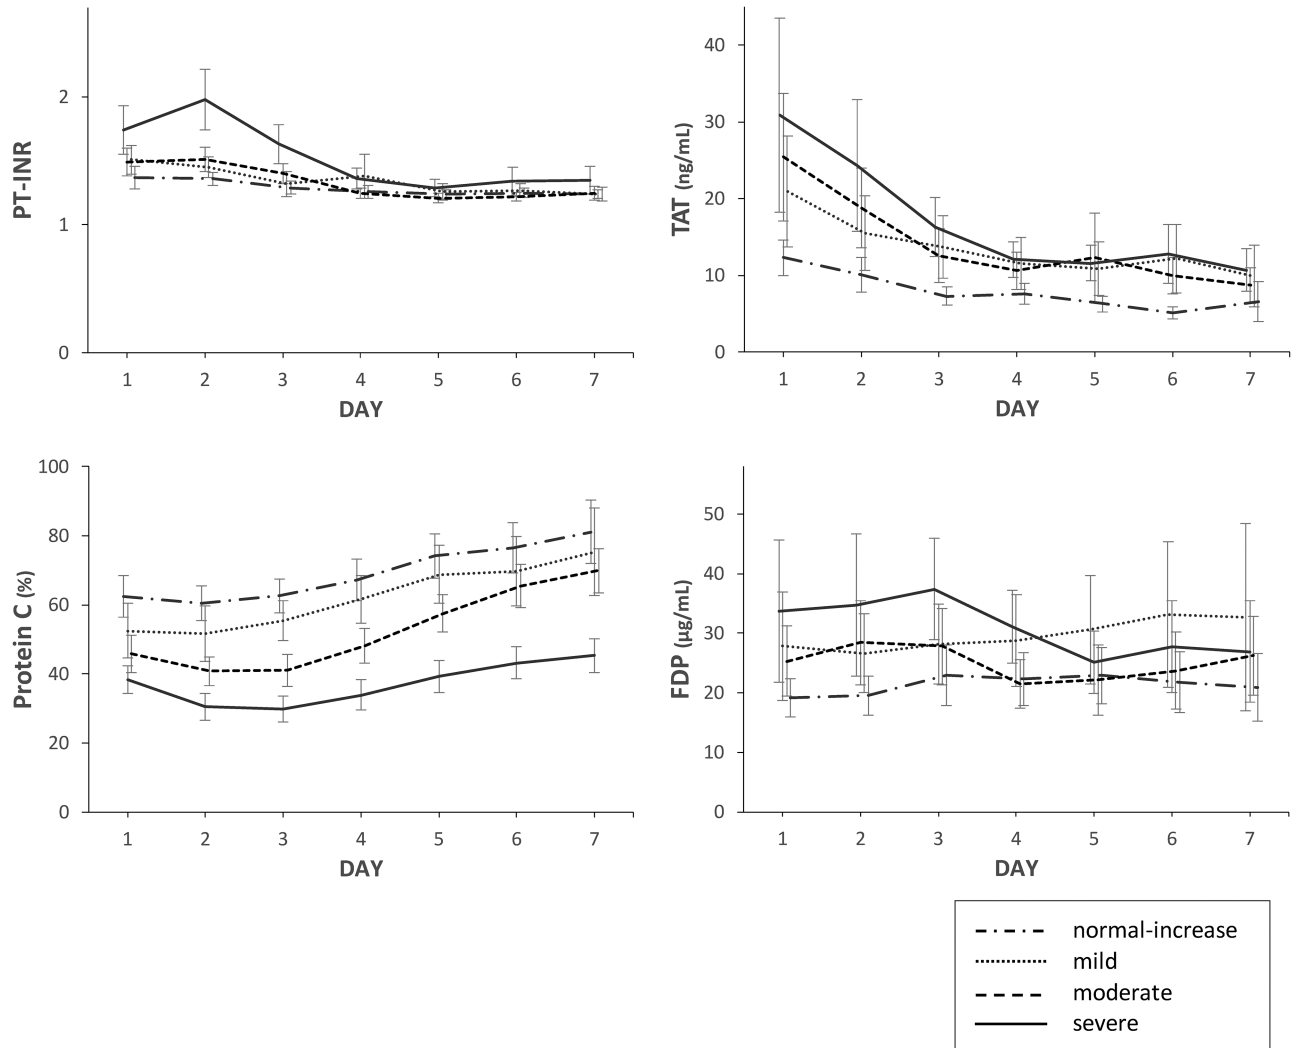 PT-INR
2
1
0
1 2 3 4 5 6 7
DAY
TAT (ng/mL)
40
30
20
10
0
1 2 3 4 5 6 7
DAY
Protein C (%)
100
80
60
40
20
0
1 2 3 4 5 6 7
DAY
FDP (μg/mL)
50
40
30
20
10
0
1 2 3 4 5 6 7
DAY
normal-increase
mild
moderate
severe